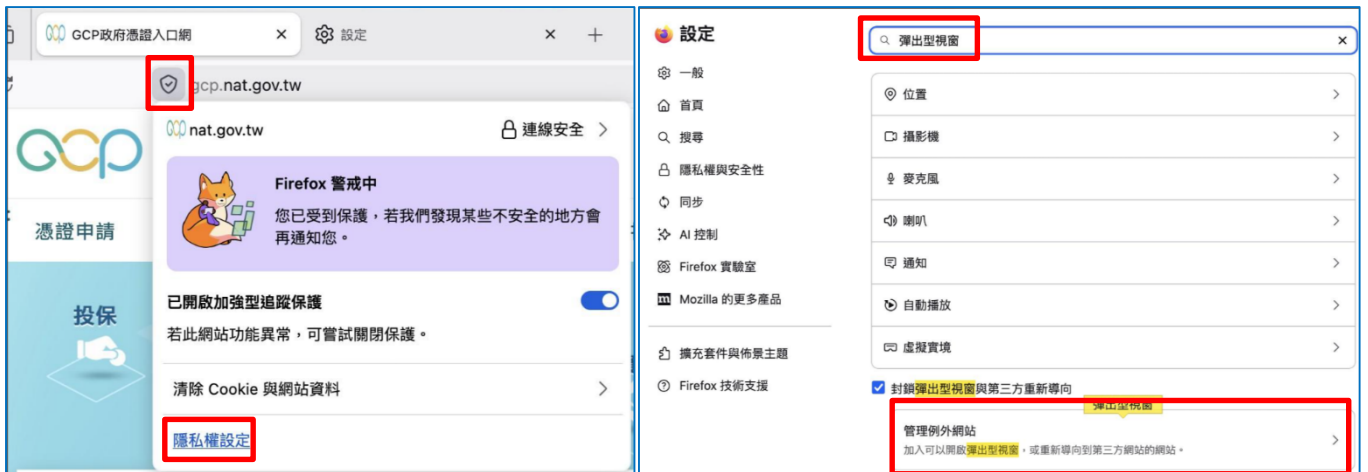 GCP政府憑證入口網
設定
gcp.nat.gov.tw
GCP
nat.gov.tw
連線安全
Firefox 警戒中
您已受到保護，若我們發現某些不安全的地方會
再通知您。
憑證申請
投保
已開啟加強型追蹤保護
若此網站功能異常，可嘗試關閉保護。
清除 Cookie 與網站資料
隱私權設定
設定
一般
首頁
搜尋
隱私權與安全性
同步
AI 控制
Firefox 實驗室
Mozilla 的更多產品
擴充套件與佈景主題
Firefox 技術支援
彈出型視窗
位置
攝影機
麥克風
喇叭
通知
自動播放
虛擬實境
封鎖彈出型視窗與第三方重新導向
彈出型視窗
管理例外網站
加入可以開啟彈出型視窗，或重新導向到第三方網站的網站。